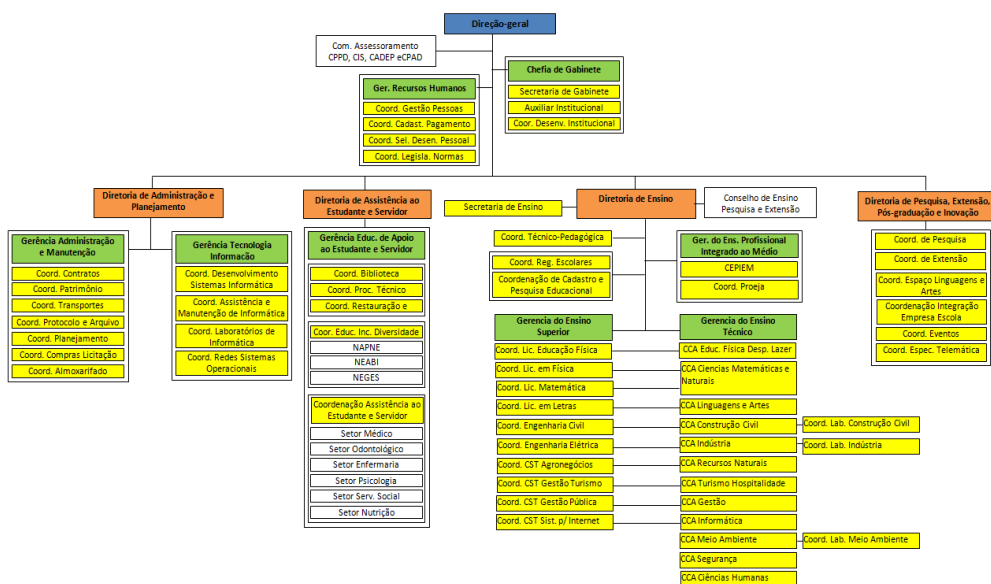 Direção-geral
Com. Assessoramento
CPPD, CIS, CADEP eCPAD
Chefia de Gabinete
Secretaria de Gabinete
Auxiliar Institucional
Coor. Desenv. Institucional
Ger. Recursos Humanos
Coord. Gestão Pessoas
Coord. Cadast. Pagamento
Coord. Sel. Desen. Pessoal
Coord. Legisla. Normas
Diretoria de Administração e
Planejamento
Gerência Administração
e Manutenção
Coord. Contratos
Coord. Patrimônio
Coord. Transportes
Coord. Protocolo e Arquivo
Coord. Planejamento
Coord. Compras Licitação
Coord. Almoxarifado
Gerência Tecnologia
Informacão
Coord. Desenvolvimento
Sistemas Informática
Coord. Assistência e
Manutenção de Informática
Coord. Laboratórios de
Informática
Coord. Redes Sistemas
Operacionais
Diretoria de Assistência ao
Estudante e Servidor
Gerência Educ. de Apoio
ao Estudante e Servidor
Coord. Biblioteca
Coord. Proc. Técnico
Coord. Restauração e
Coor. Educ. Inc. Diversidade
NAPNE
NEABI
NEGES
Coordenação Assistência ao
Estudante e Servidor
Setor Médico
Setor Odontológico
Setor Enfermaria
Setor Psicologia
Setor Serv. Social
Setor Nutrição
Diretoria de Ensino
Secretaria de Ensino
Conselho de Ensino
Pesquisa e Extensão
Coord. Técnico-Pedagógica
Coord. Reg. Escolares
Coordenação de Cadastro e
Pesquisa Educacional
Ger. do Ens. Profissional
Integrado ao Médio
CEPIEM
Coord. Proeja
Gerencia do Ensino
Superior
Coord. Lic. Educação Física
Coord. Lic. em Física
Coord. Lic. Matemática
Coord. Lic. em Letras
Coord. Engenharia Civil
Coord. Engenharia Elétrica
Coord. CST Agronegócios
Coord. CST Gestão Turismo
Coord. CST Gestão Pública
Coord. CST Sist. p/ Internet
Gerencia do Ensino
Técnico
CCA Educ. Física Desp. Lazer
CCA Ciencias Matemáticas e
Naturais
CCA Linguagens e Artes
CCA Construção Civil
CCA Indústria
CCA Recursos Naturais
CCA Turismo Hospitalidade
CCA Gestão
CCA Informática
CCA Meio Ambiente
CCA Segurança
CCA Ciências Humanas
Coord. Lab. Construção Civil
Coord. Lab. Indústria
Coord. Lab. Meio Ambiente
Diretoria de Pesquisa, Extensão,
Pós-graduação e Inovação
Coord. de Pesquisa
Coord. de Extensão
Coord. Espaço Linguagens e
Artes
Coordenação Integração
Empresa Escola
Coord. Eventos
Coord. Espec. Telemática